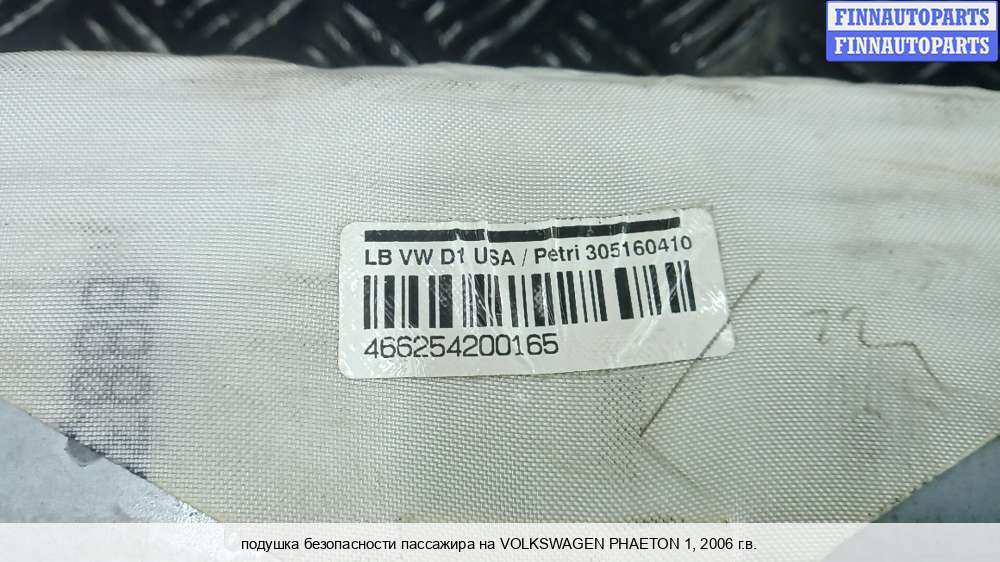 FINNAUTOPARTS
FINNAUTOPARTS
LB VW D1 USA / Petri 305160410
466254200165
подушка безопасности пассажира на VOLKSWAGEN PHAETON 1, 2006 г.в.